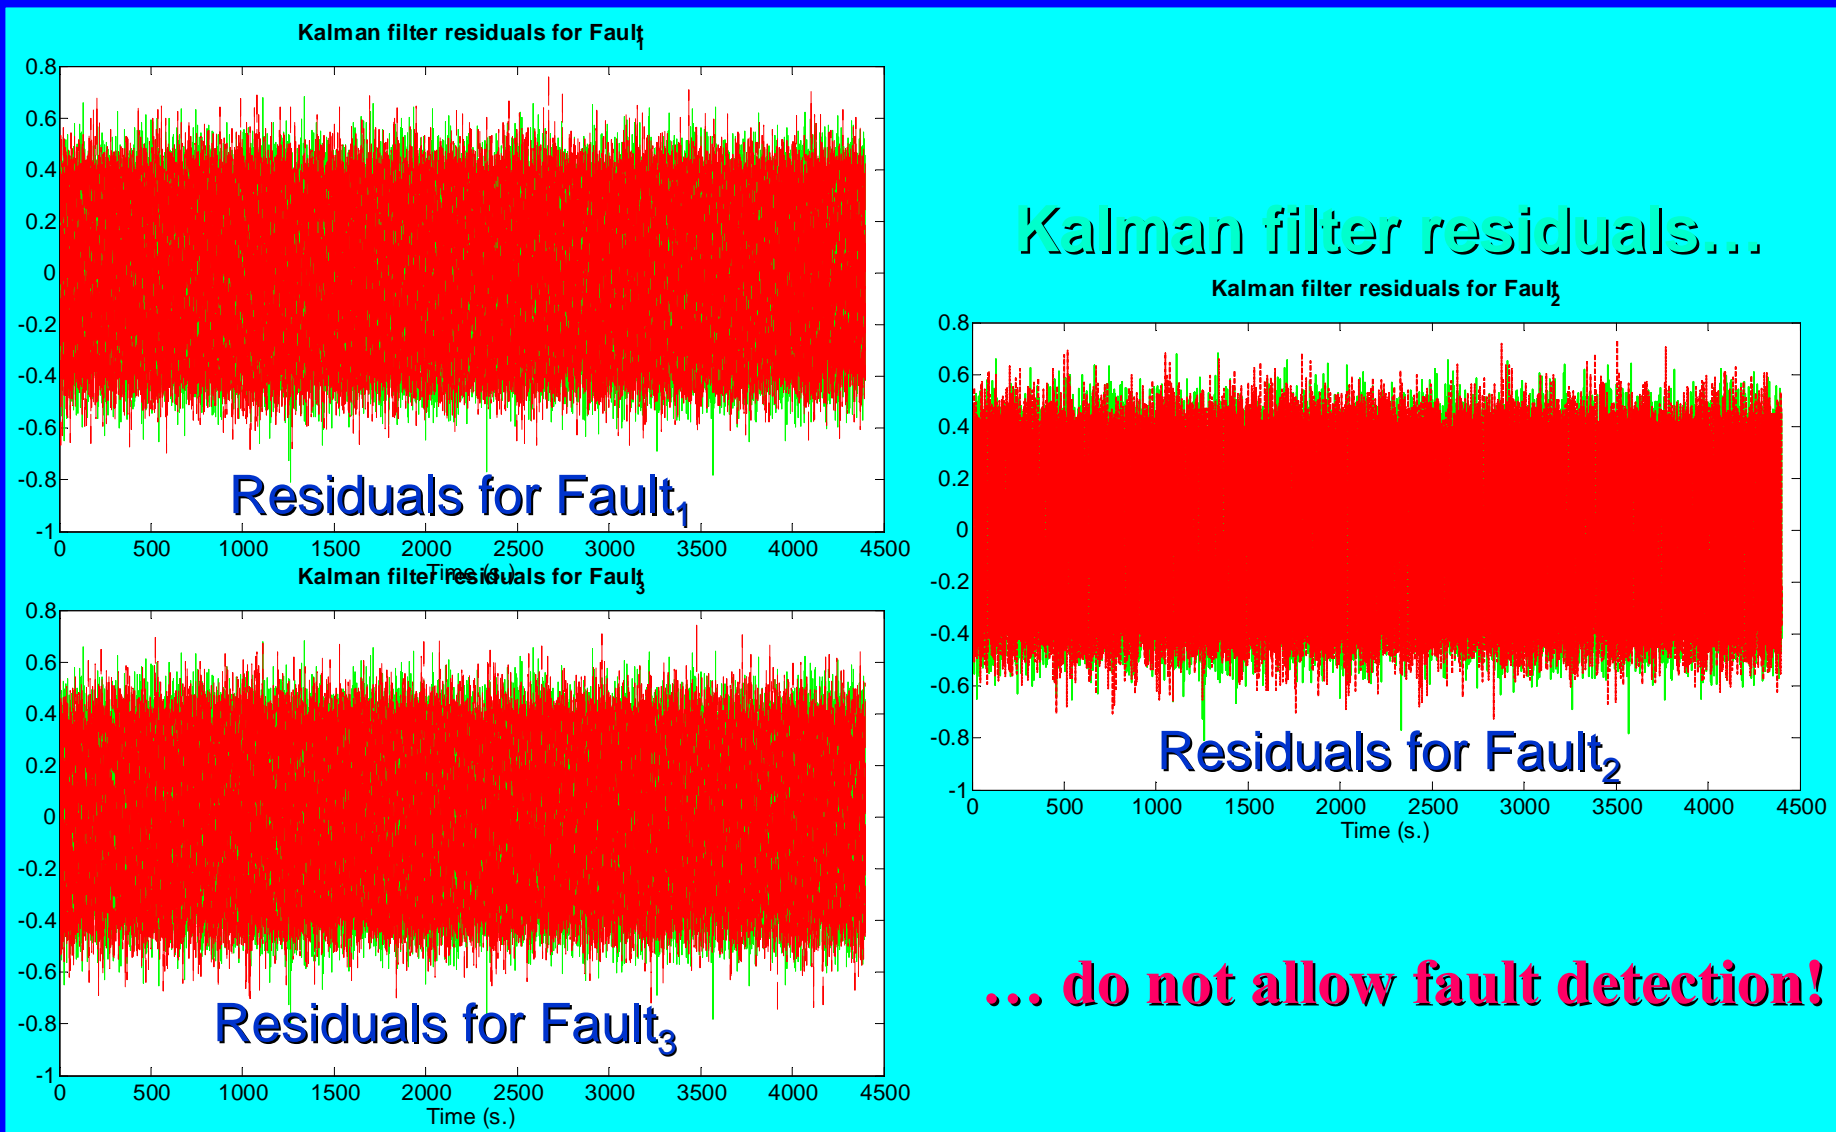 Kalman filter residuals for Fault1
0.8
0.6
0.4
0.2
0
-0.2
-0.4
-0.6
-0.8
-1
Residuals for Fault1
0 500 1000 1500 2000 2500 3000 3500 4000 4500
Time (s.)
Kalman filter residuals…
Kalman filter residuals for Fault2
0.8
0.6
0.4
0.2
0
-0.2
-0.4
-0.6
-0.8
-1
Residuals for Fault2
0 500 1000 1500 2000 2500 3000 3500 4000 4500
Time (s.)
Kalman filter residuals for Fault3
0.8
0.6
0.4
0.2
0
-0.2
-0.4
-0.6
-0.8
-1
Residuals for Fault3
0 500 1000 1500 2000 2500 3000 3500 4000 4500
Time (s.)
… do not allow fault detection!